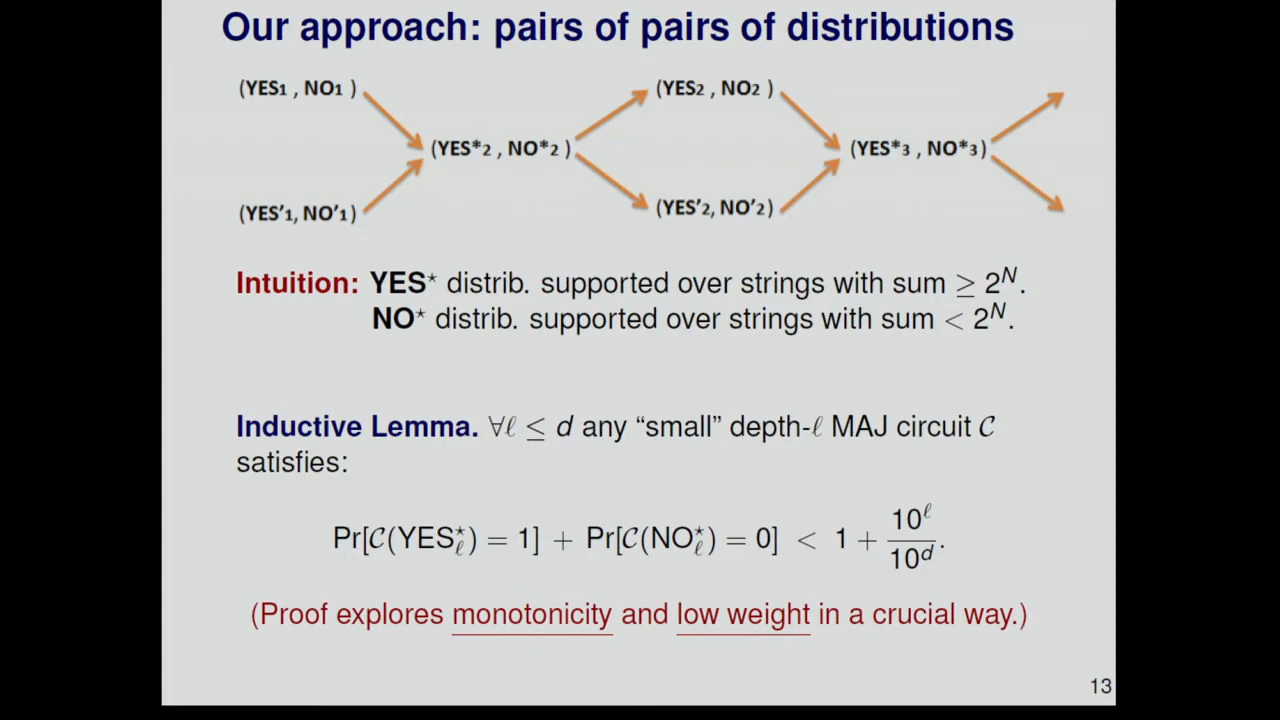 Our approach: pairs of pairs of distributions
(YES1 , NO1 )
(YES2 , NO2 )
(YES*2 , NO*2 )
(YES*3 , NO*3 )
(YES'1, NO'1 )
(YES'2, NO'2 )
Intuition: YES⋆ distrib. supported over strings with sum ≥ 2^N.
NO⋆ distrib. supported over strings with sum < 2^N.
Inductive Lemma. ∀ℓ ≤ d any “small” depth-ℓ MAJ circuit C
satisfies:
Pr[C(YES⋆_ℓ) = 1] + Pr[C(NO⋆_ℓ) = 0] < 1 + 10^ℓ/10^d.
(Proof explores monotonicity and low weight in a crucial way.)
13